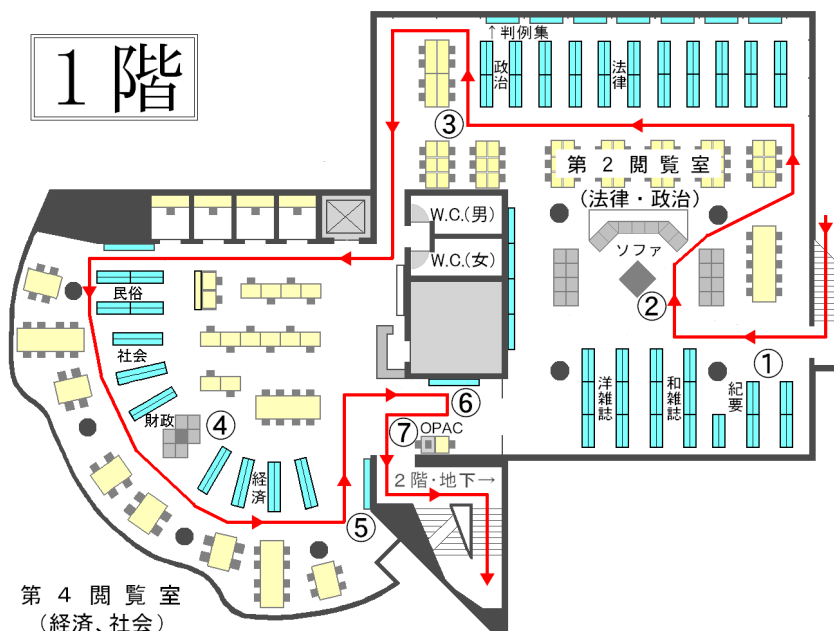 1階
↑判例集
政治
法律
③
第2閲覧室
(法律・政治)
W.C.(男)
W.C.(女)
ソファ
②
民俗
社会
財政
④
経済
⑤
⑥
⑦
OPAC
2階・地下→
①
洋雑誌
和雑誌
紀要
第4閲覧室
(経済、社会)